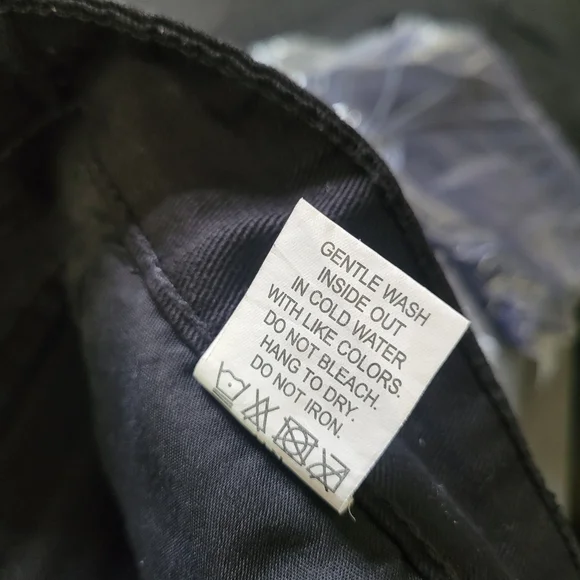 GENTLE WASH
INSIDE OUT
IN COLD WATER
WITH LIKE COLORS.
DO NOT BLEACH.
HANG TO DRY.
DO NOT IRON.